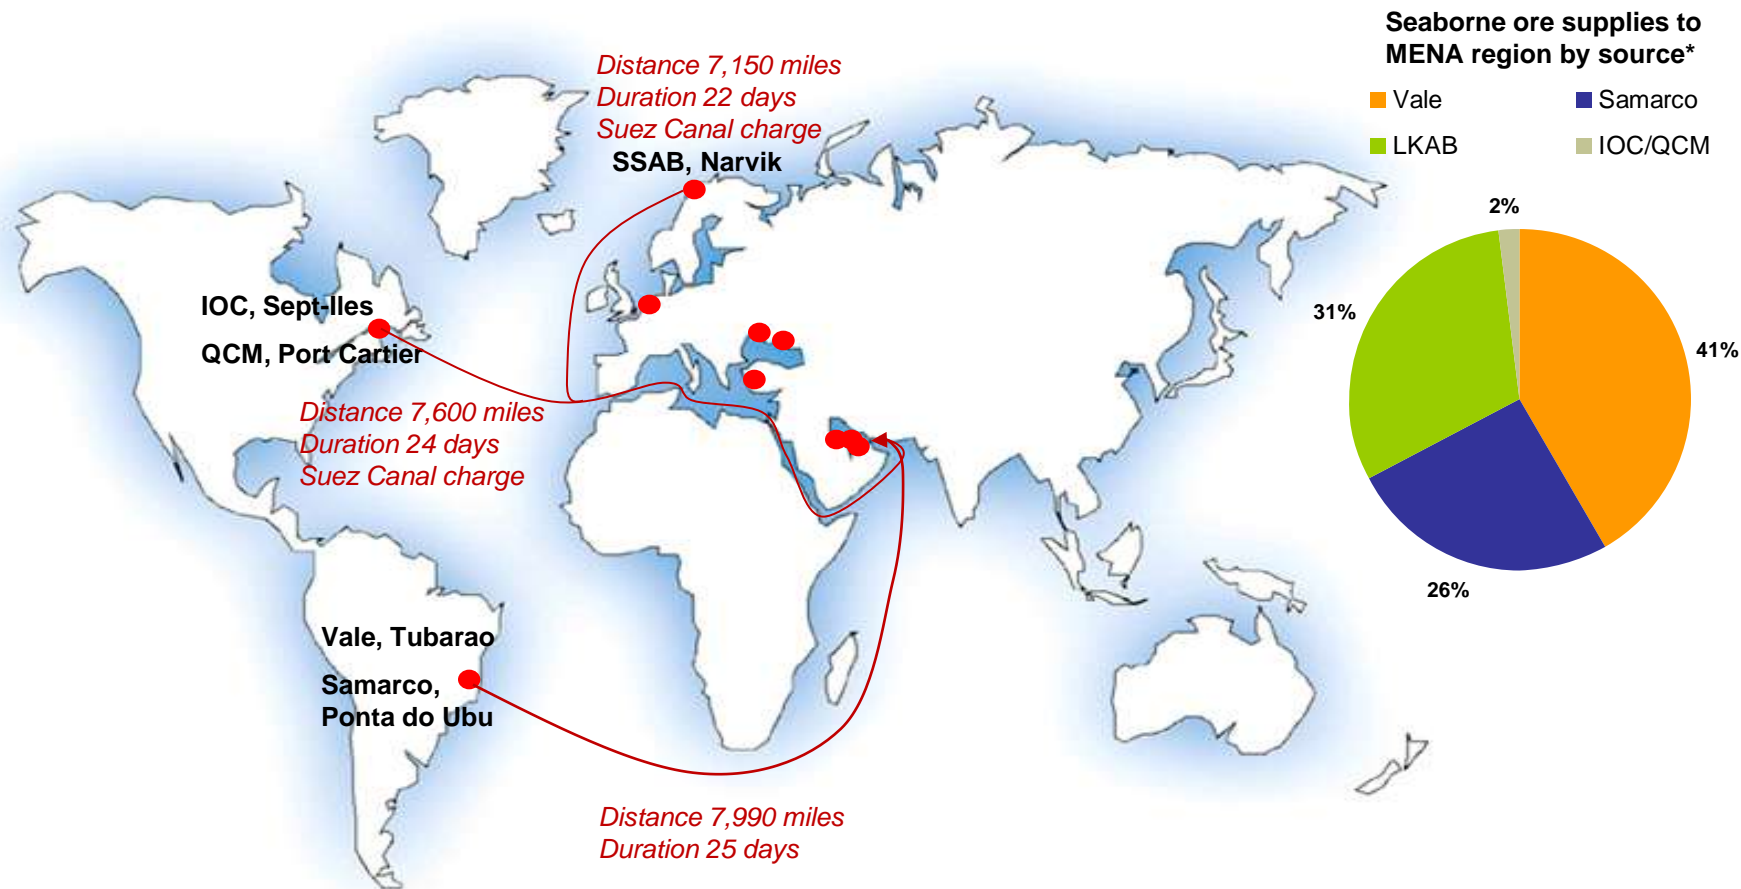 Seaborne ore supplies to
MENA region by source*
Vale
Samarco
LKAB
IOC/QCM
2%
31%
41%
26%
Distance 7,150 miles
Duration 22 days
Suez Canal charge
SSAB, Narvik
IOC, Sept-Iles
QCM, Port Cartier
Distance 7,600 miles
Duration 24 days
Suez Canal charge
Vale, Tubarao
Samarco,
Ponta do Ubu
Distance 7,990 miles
Duration 25 days